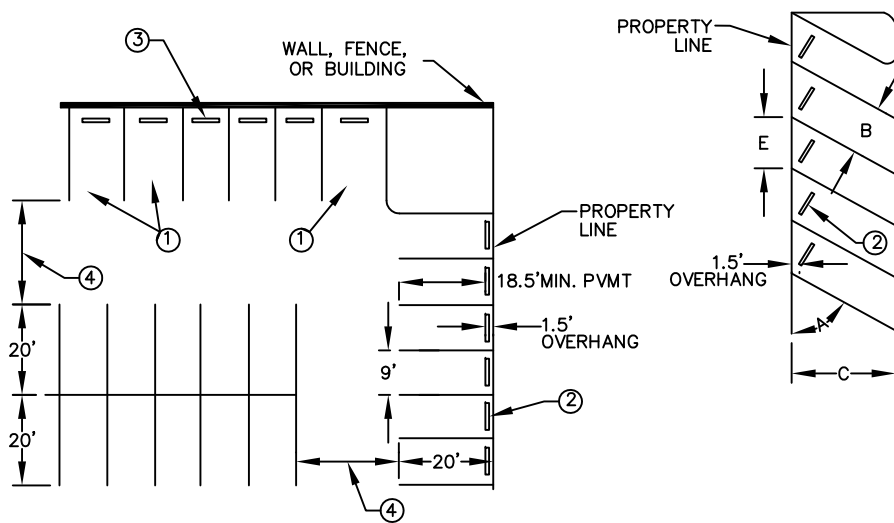 ③
WALL, FENCE,
OR BUILDING
①
①
④
20'
20'
PROPERTY
LINE
18.5'MIN. PVMT
1.5'
OVERHANG
9'
②
20'
④
PROPERTY
LINE
B
E
②
1.5'
OVERHANG
A
C